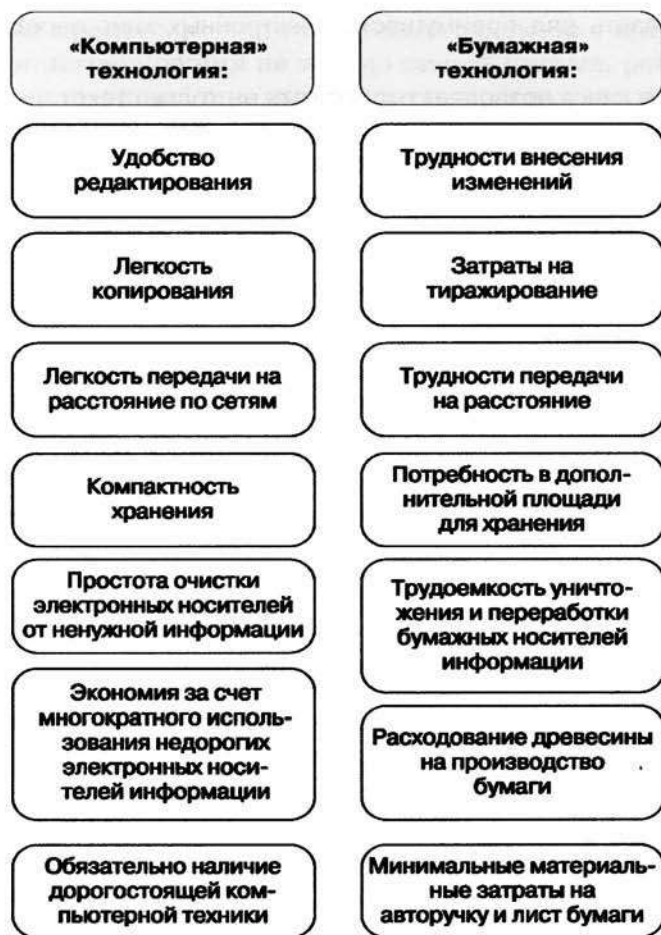 «Компьютерная»
технология:
«Бумажная»
технология:
Удобство
редактирования
Трудности внесения
изменений
Легкость
копирования
Затраты на
тиражирование
Легкость передачи на
расстояние по сетям
Трудности передачи
на расстояние
Компактность
хранения
Потребность в допол-
нительной площади
для хранения
Простота очистки
электронных носителей
от ненужной информации
Трудоемкость уничто-
жения и переработки
бумажных носителей
информации
Экономия за счет
многократного исполь-
зования недорогих
электронных носи-
телей информации
Расходование древесины
на производство
бумаги
Обязательно наличие
дорогостоящей ком-
пьютерной техники
Минимальные материаль-
ные затраты на
авторучку и лист бумаги